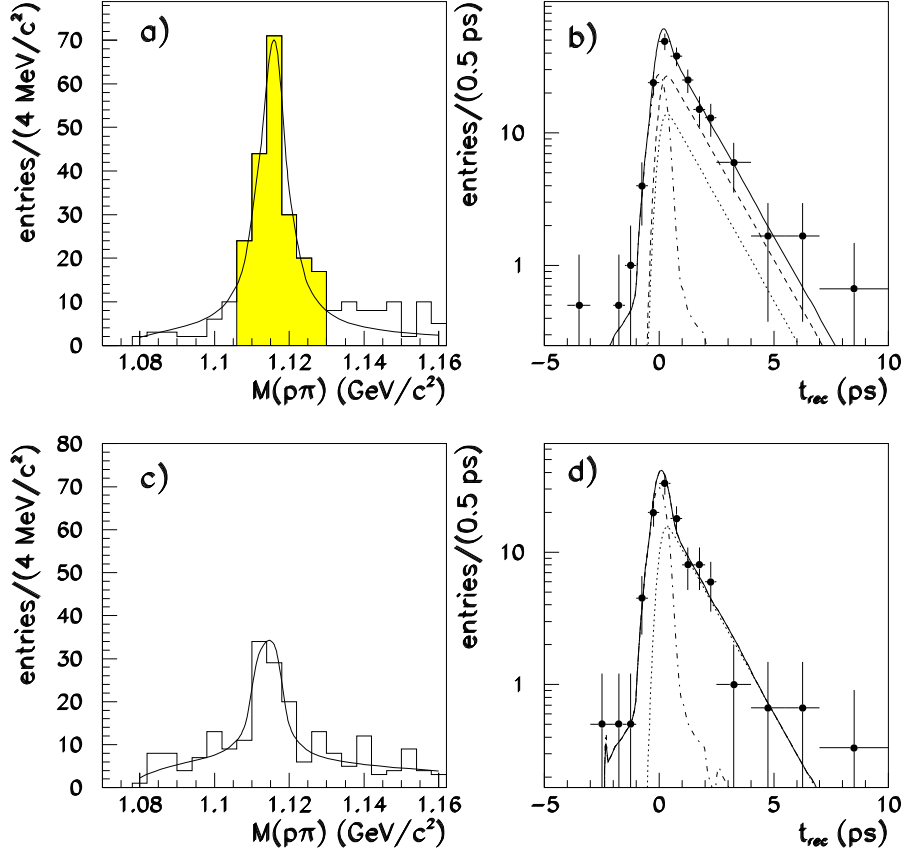 a)
entries/(4 MeV/c²)
70
60
50
40
30
20
10
0
1.08 1.1 1.12 1.14 1.16
M(pπ) (GeV/c²)
b)
entries/(0.5 ps)
10
1
−5 0 5 10
t_rec (ps)
c)
entries/(4 MeV/c²)
80
70
60
50
40
30
20
10
0
1.08 1.1 1.12 1.14 1.16
M(pπ) (GeV/c²)
d)
entries/(0.5 ps)
10
1
−5 0 5 10
t_rec (ps)